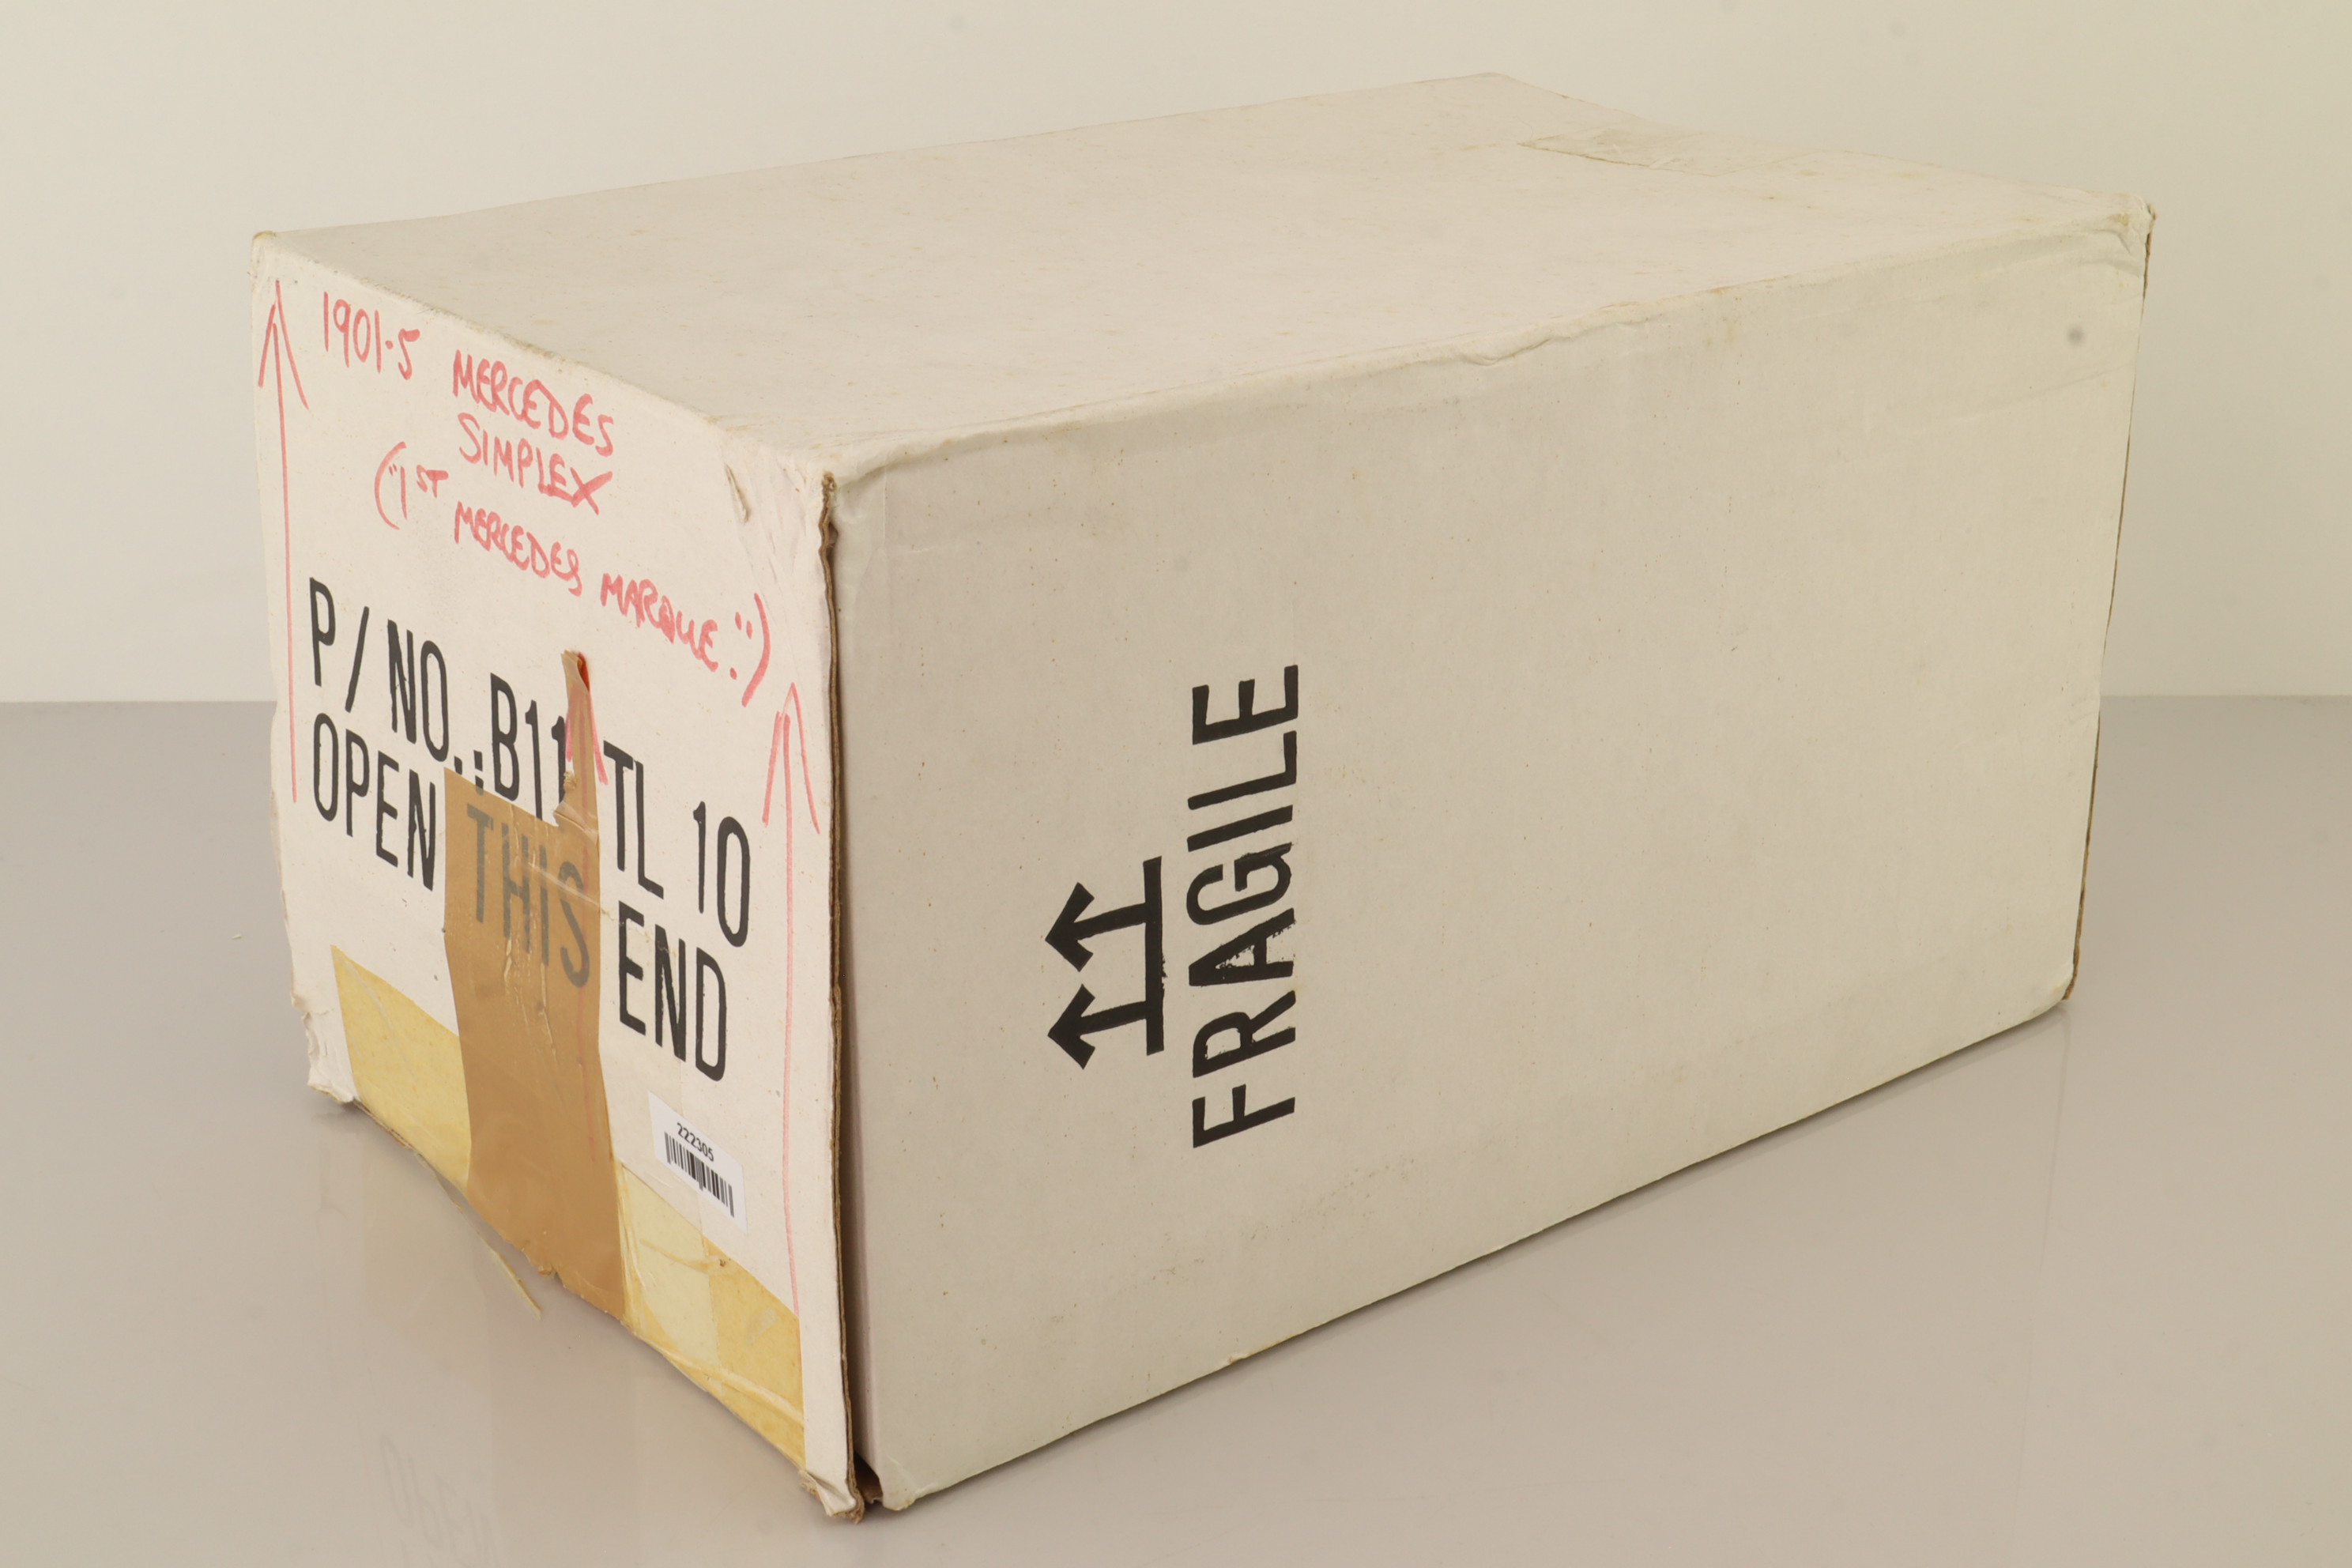 1901-5 MERCEDES
SIMPLEX
("1ST MERCEDES MARQUE.")
P/NO.:B11 TL 10
OPEN THIS END
222305
FRAGILE